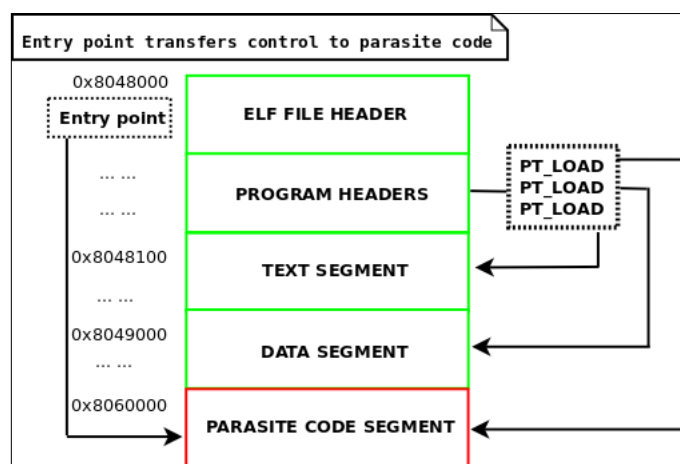 Entry point transfers control to parasite code
0x8048000
Entry point
ELF FILE HEADER
... ...
... ...
PROGRAM HEADERS
PT_LOAD
PT_LOAD
PT_LOAD
0x8048100
TEXT SEGMENT
... ...
0x8049000
DATA SEGMENT
... ...
0x8060000
PARASITE CODE SEGMENT